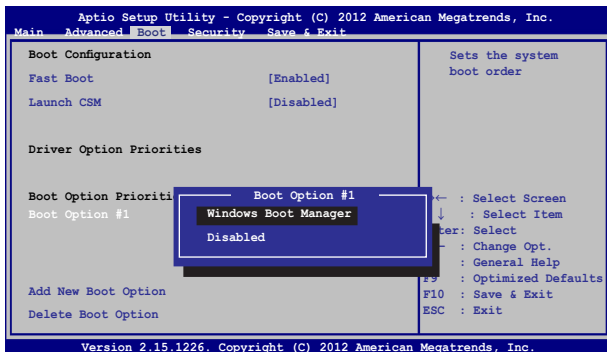 Aptio Setup Utility - Copyright (C) 2012 American Megatrends, Inc.
Main Advanced Boot Security Save & Exit
Boot Configuration
Fast Boot [Enabled]
Launch CSM [Disabled]
Driver Option Priorities
Boot Option Prioriti
Boot Option #1
Add New Boot Option
Delete Boot Option
Boot Option #1
Windows Boot Manager
Disabled
Sets the system
boot order
→← : Select Screen
↓ : Select Item
ter: Select
- : Change Opt.
: General Help
F9 : Optimized Defaults
F10 : Save & Exit
ESC : Exit
Version 2.15.1226. Copyright (C) 2012 American Megatrends, Inc.